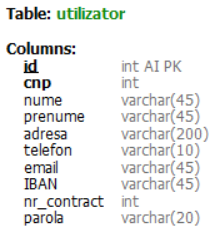 Table: utilizator
Columns:
id int AI PK
cnp int
nume varchar(45)
prenume varchar(45)
adresa varchar(200)
telefon varchar(10)
email varchar(45)
IBAN varchar(45)
nr_contract int
parola varchar(20)